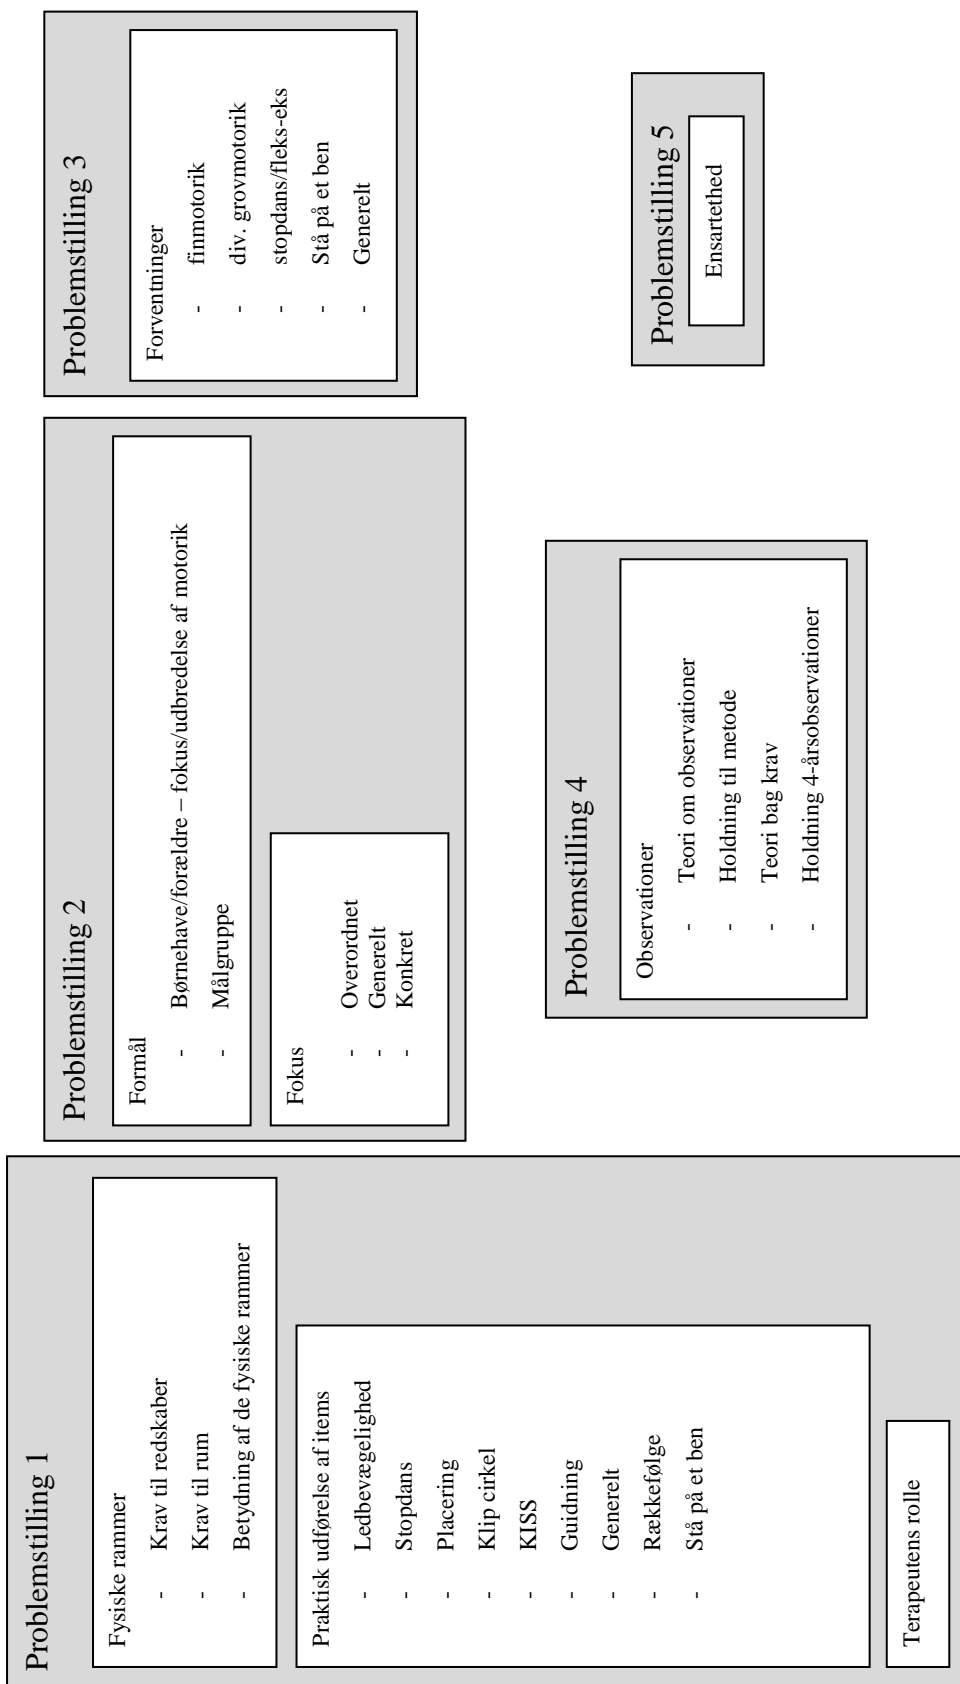 Problemstilling 1
Fysiske rammer
- Krav til redskaber
- Krav til rum
- Betydning af de fysiske rammer
Praktisk udførelse af items
- Ledbevægelighed
- Stopdans
- Placering
- Klip cirkel
- KISS
- Guidning
- Generelt
- Rækkefølge
- Stå på et ben
Terapeutens rolle
Problemstilling 2
Formål
- Børnehave/forældre – fokus/udbredelse af motorik
- Målgruppe
Fokus
- Overordnet
- Generelt
- Konkret
Problemstilling 3
Forventninger
- finmotorik
- div. grovmotorik
- stopdans/fleks-eks
- Stå på et ben
- Generelt
Problemstilling 4
Observationer
- Teori om observationer
- Holdning til metode
- Teori bag krav
- Holdning 4-årsobservationer
Problemstilling 5
Ensartethed